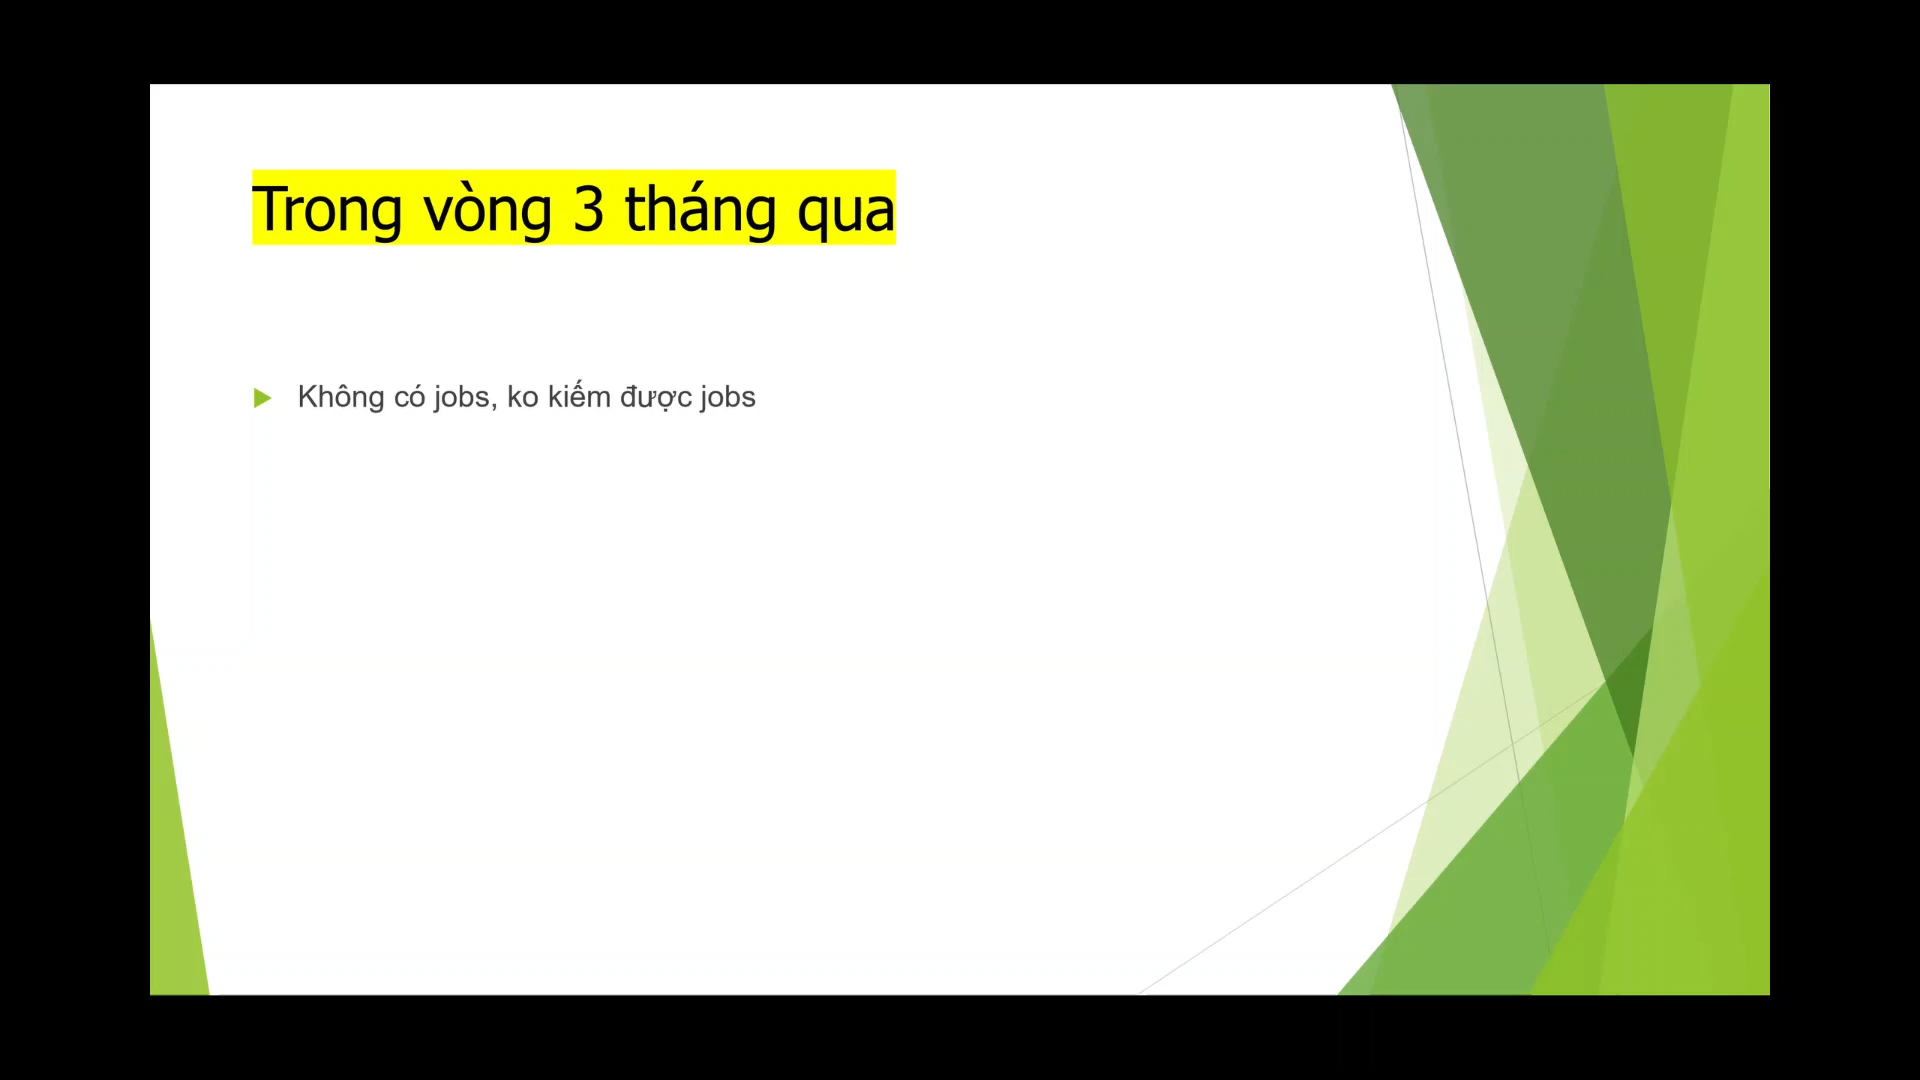 Trong vòng 3 tháng qua
Không có jobs, ko kiếm được jobs